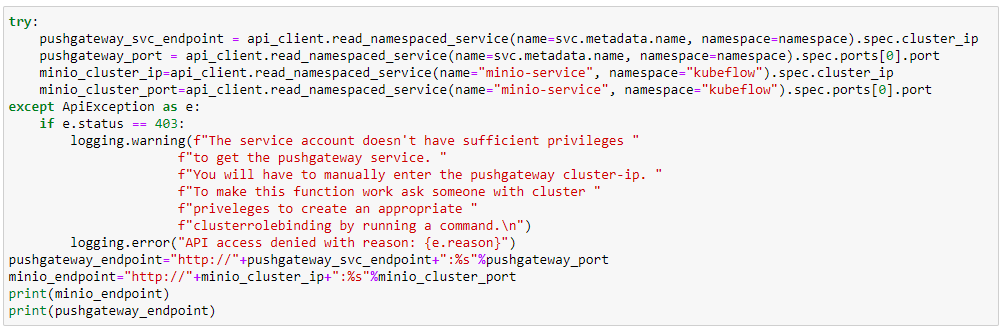 try:
    pushgateway_svc_endpoint = api_client.read_namespaced_service(name=svc.metadata.name, namespace=namespace).spec.cluster_ip
    pushgateway_port = api_client.read_namespaced_service(name=svc.metadata.name, namespace=namespace).spec.ports[0].port
    minio_cluster_ip=api_client.read_namespaced_service(name="minio-service", namespace="kubeflow").spec.cluster_ip
    minio_cluster_port=api_client.read_namespaced_service(name="minio-service", namespace="kubeflow").spec.ports[0].port
except ApiException as e:
    if e.status == 403:
        logging.warning(f"The service account doesn't have sufficient privileges "
                      f"to get the pushgateway service. "
                      f"You will have to manually enter the pushgateway cluster-ip. "
                      f"To make this function work ask someone with cluster "
                      f"priveleges to create an appropriate "
                      f"clusterrolebinding by running a command.\n")
        logging.error("API access denied with reason: {e.reason}")
pushgateway_endpoint="http://"+pushgateway_svc_endpoint+":%s"%pushgateway_port
minio_endpoint="http://"+minio_cluster_ip+":%s"%minio_cluster_port
print(minio_endpoint)
print(pushgateway_endpoint)